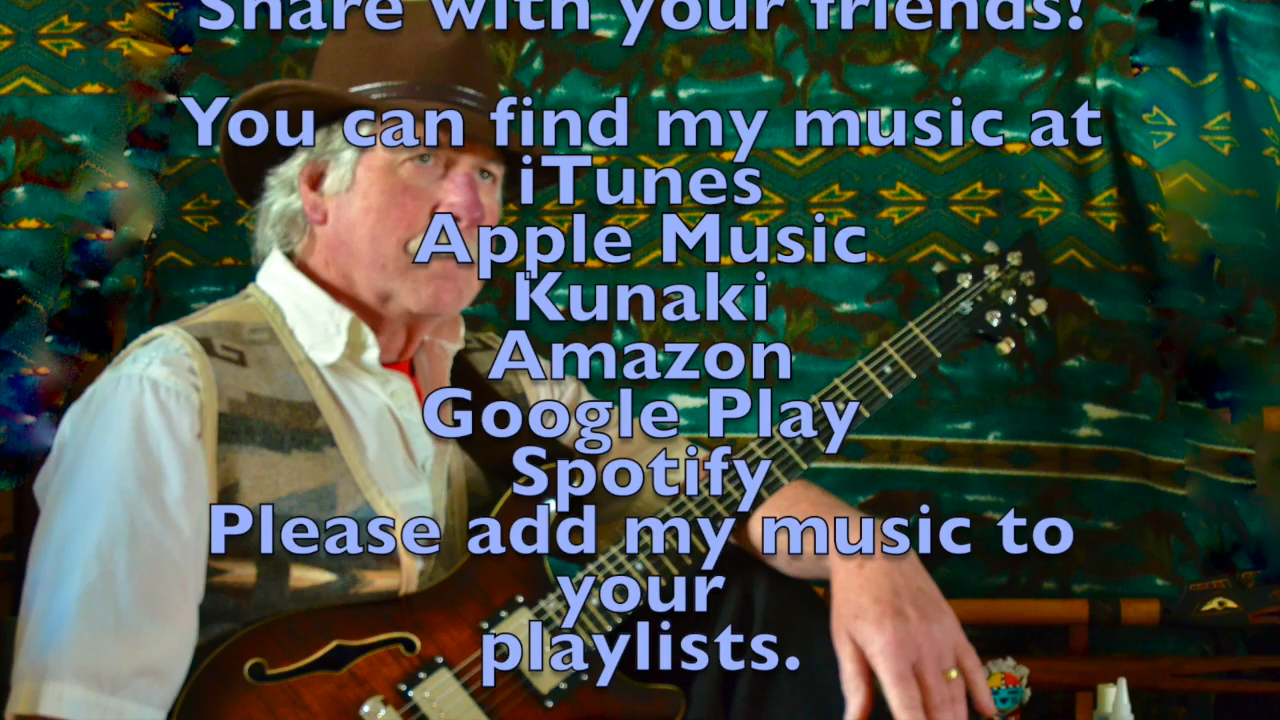 Share with your friends!
You can find my music at
iTunes
Apple Music
Kunaki
Amazon
Google Play
Spotify
Please add my music to
your
playlists.